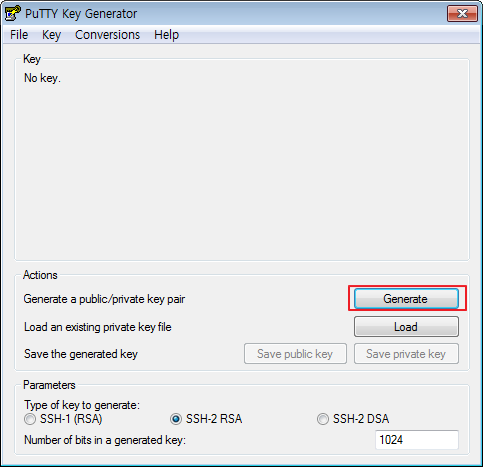 PuTTY Key Generator
File Key Conversions Help
Key
No key.
Actions
Generate a public/private key pair Generate
Load an existing private key file Load
Save the generated key Save public key Save private key
Parameters
Type of key to generate:
SSH-1 (RSA) SSH-2 RSA SSH-2 DSA
Number of bits in a generated key: 1024